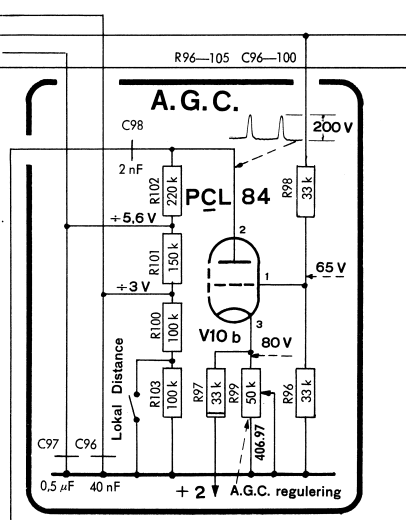 R96—105 C96—100
A.G.C.
200 V
C98
2 nF
R102
220 k
PCL 84
R98
33 k
÷5,6 V
2
R101
150 k
65 V
1
÷3 V
R100
100 k
V10 b
3
80 V
Lokal Distance
R103
100 k
R97
33 k
R99
50 k
R96
33 k
406.97
C97
C96
0,5 µF
40 nF
+ 2
A.G.C. regulering